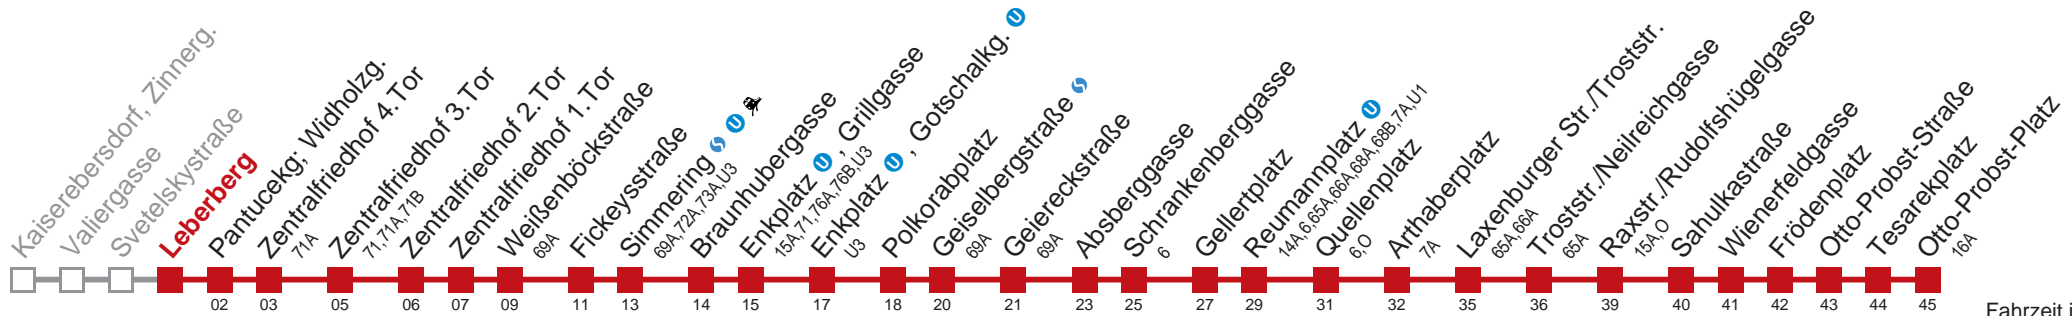 Kaiserebersdorf, Zinnerg.
Valiergasse
Svetelskystraße
Leberberg
Pantucekg; Widholzg.
Zentralfriedhof 4.Tor
71A
Zentralfriedhof 3.Tor
71,71A,71B
Zentralfriedhof 2.Tor
Zentralfriedhof 1.Tor
Weißenböckstraße
69A
Fickeysstraße
Simmering S U
69A,72A,73A,U3
Braunhubergasse
Enkplatz U , Grillgasse
15A,71,76A,76B,U3
Enkplatz U , Gotschalkg. U
U3
Polkorabplatz
Geiselbergstraße S
69A
Geiereckstraße
69A
Absberggasse
Schrankenberggasse
6
Gellertplatz
Reumannplatz U
14A,6,65A,66A,68A,68B,7A,U1
Quellenplatz
6,O
Arthaberplatz
7A
Laxenburger Str./Troststr.
65A,66A
Troststr./Neilreichgasse
65A
Raxstr./Rudolfshügelgasse
15A,O
Sahulkastraße
Wienerfeldgasse
Frödenplatz
Otto-Probst-Straße
Tesarekplatz
Otto-Probst-Platz
16A
02 03 05 06 07 09 11 13 14 15 17 18 20 21 23 25 27 29 31 32 35 36 39 40 41 42 43 44 45
Fahrzeit i